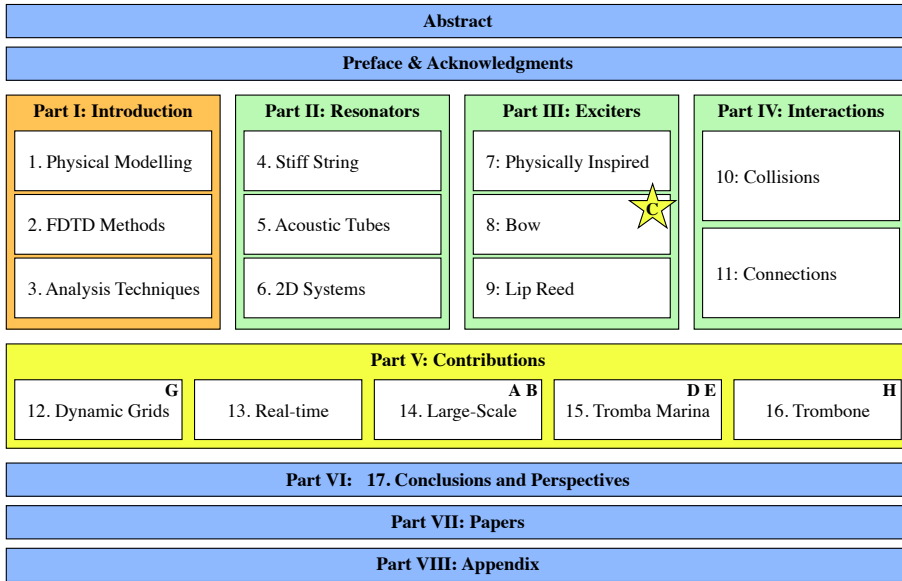 Abstract
Preface & Acknowledgments
Part I: Introduction
1. Physical Modelling
2. FDTD Methods
3. Analysis Techniques
Part II: Resonators
4. Stiff String
5. Acoustic Tubes
6. 2D Systems
Part III: Exciters
7: Physically Inspired
C
8: Bow
9: Lip Reed
Part IV: Interactions
10: Collisions
11: Connections
Part V: Contributions
G
12. Dynamic Grids
13. Real-time
A B
14. Large-Scale
D E
15. Tromba Marina
H
16. Trombone
Part VI: 17. Conclusions and Perspectives
Part VII: Papers
Part VIII: Appendix